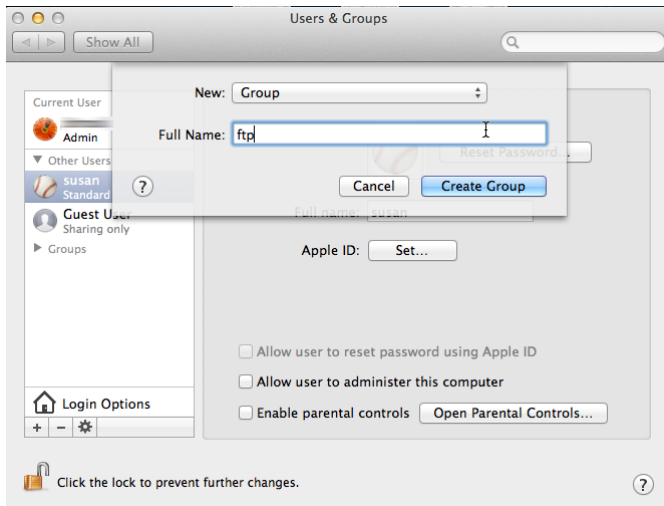 Users & Groups
Show All
New: Group
Full Name: ftp
Reset Password...
Cancel
Create Group
Current User
Admin
Other Users
susan
Standard
Guest User
Sharing only
Groups
Full name: susan
Apple ID: Set...
Allow user to reset password using Apple ID
Allow user to administer this computer
Enable parental controls
Open Parental Controls...
Login Options
Click the lock to prevent further changes.
?
?